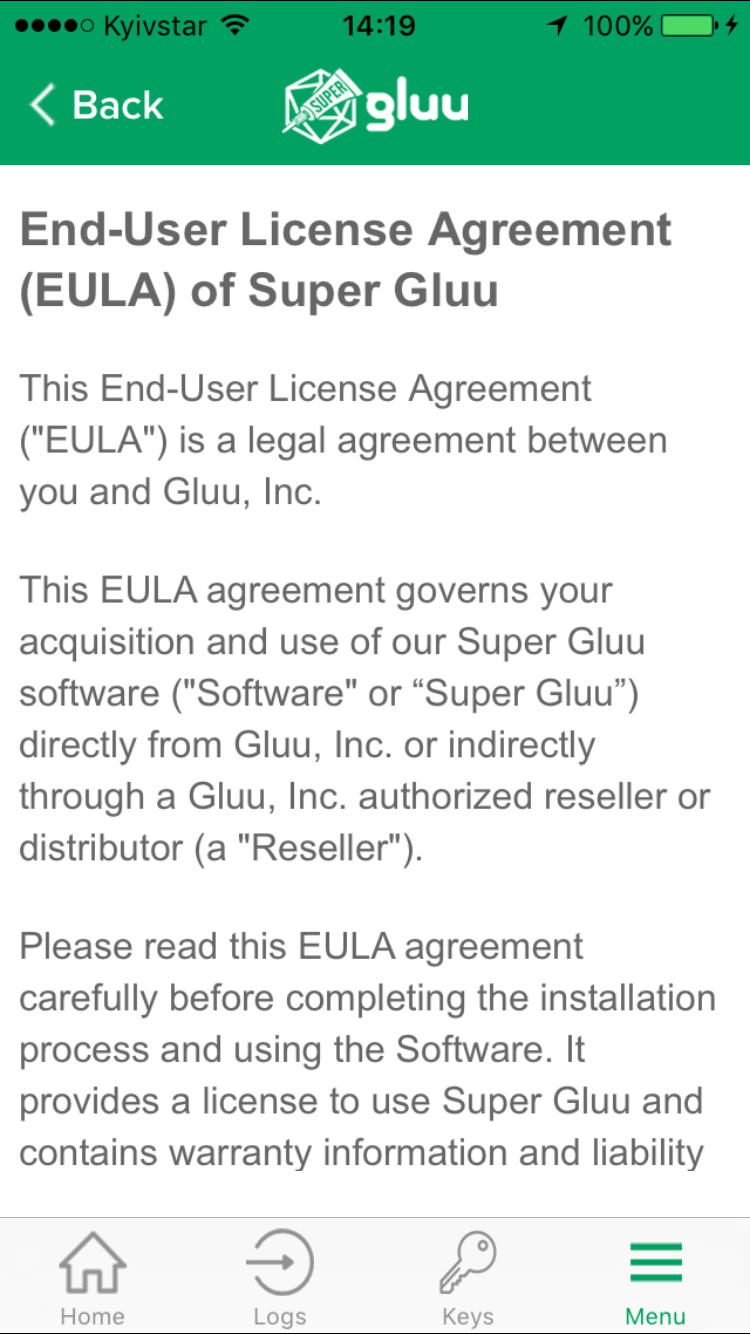 Kyivstar 14:19 100%
Back SUPER gluu
End-User License Agreement
(EULA) of Super Gluu
This End-User License Agreement
("EULA") is a legal agreement between
you and Gluu, Inc.
This EULA agreement governs your
acquisition and use of our Super Gluu
software ("Software" or “Super Gluu”)
directly from Gluu, Inc. or indirectly
through a Gluu, Inc. authorized reseller or
distributor (a "Reseller").
Please read this EULA agreement
carefully before completing the installation
process and using the Software. It
provides a license to use Super Gluu and
contains warranty information and liability
Home Logs Keys Menu